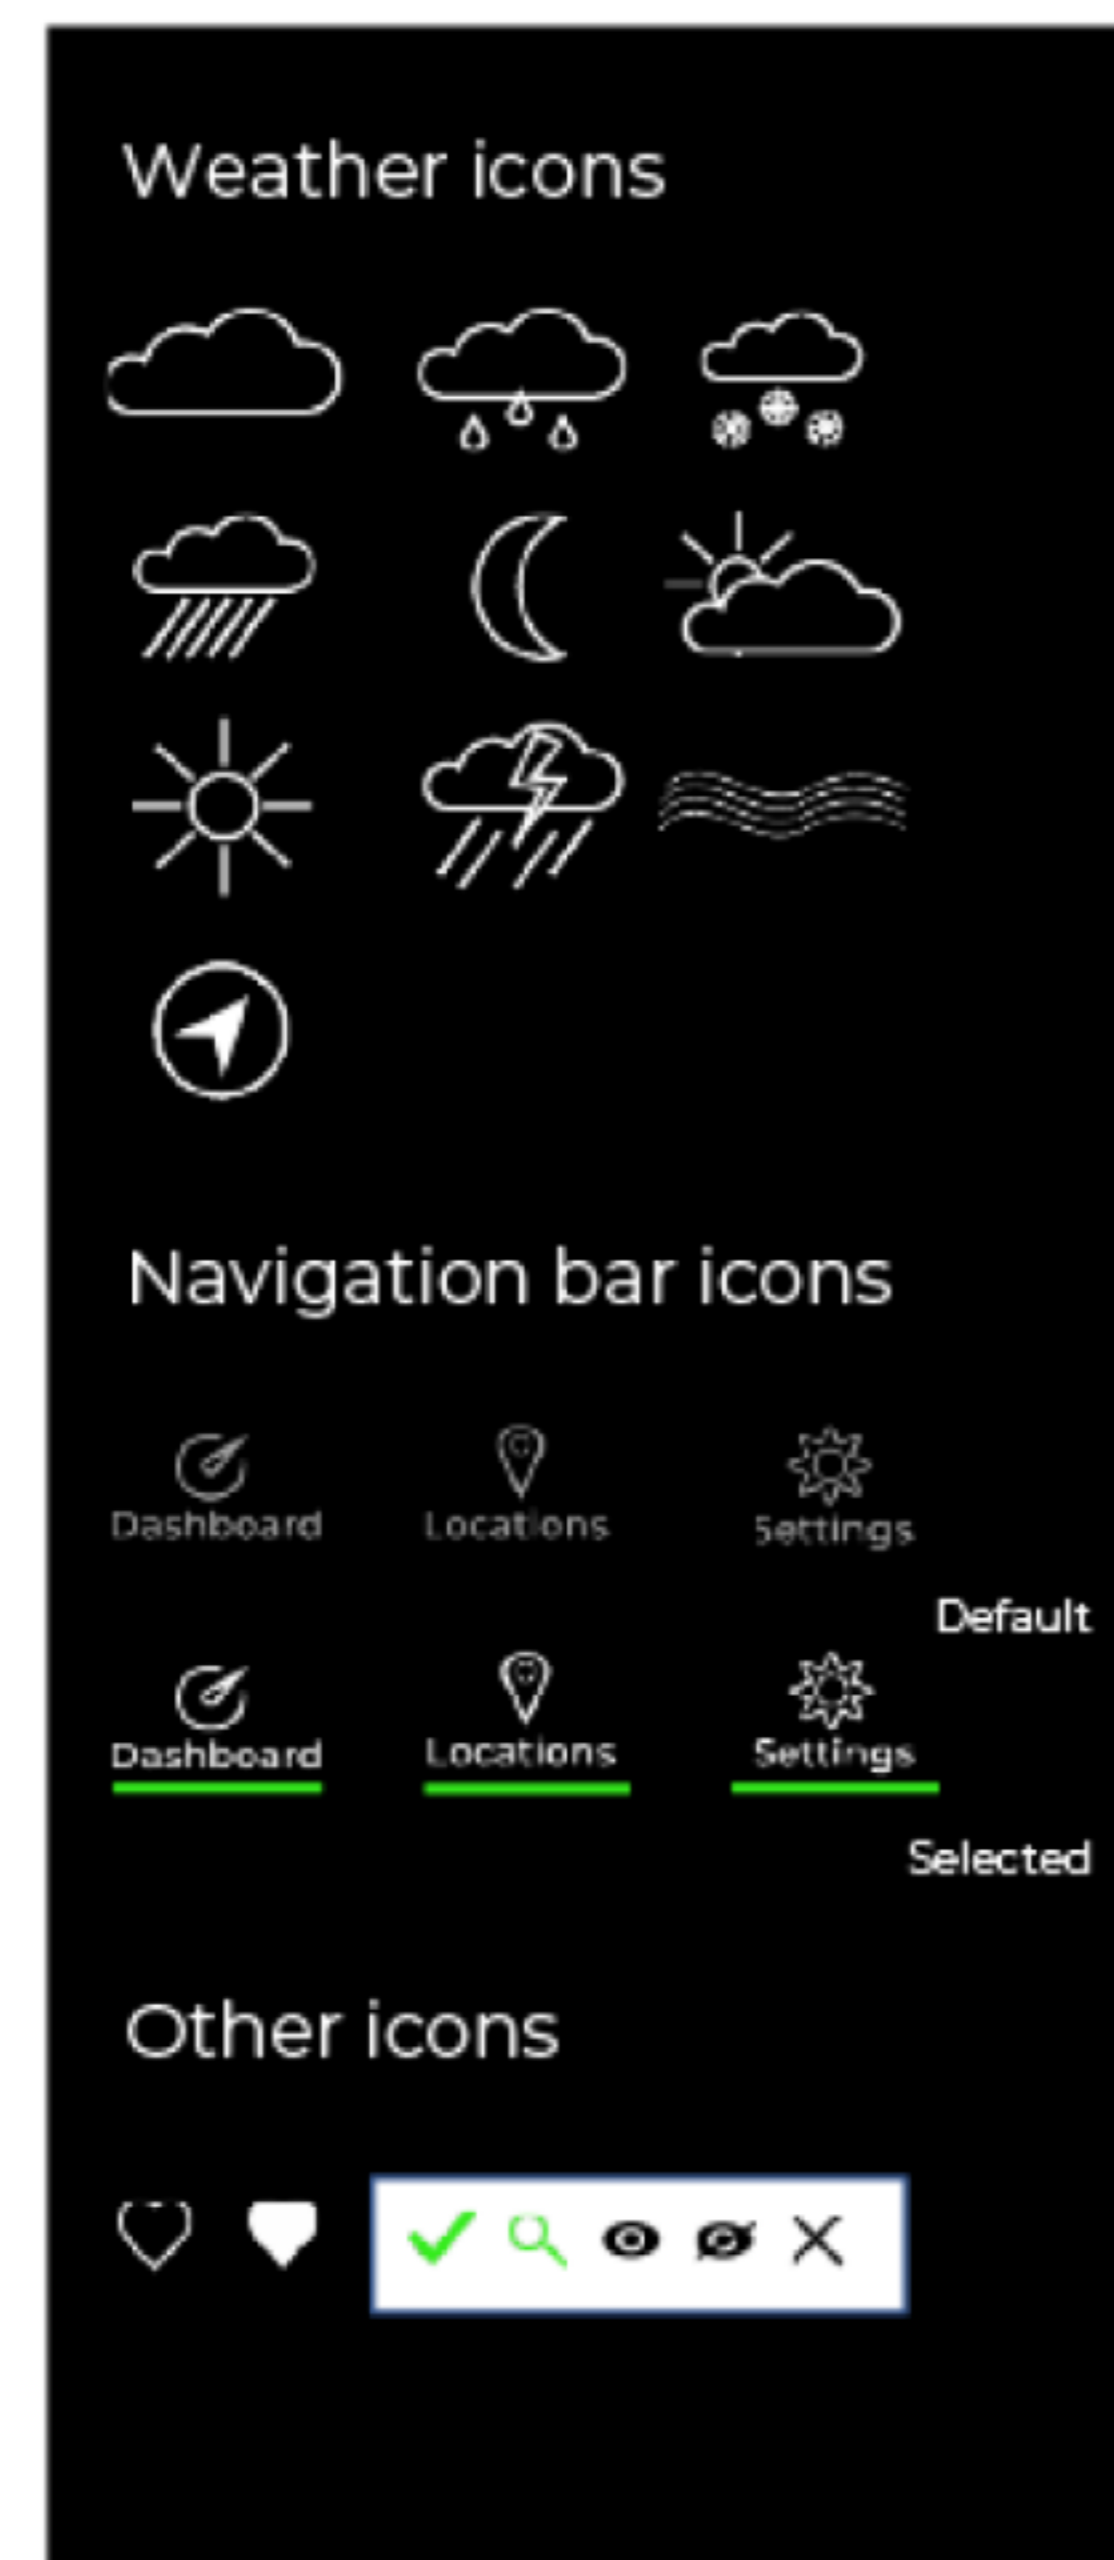 Weather icons
Navigation bar icons
Dashboard Locations Settings
Default
Dashboard Locations Settings
Selected
Other icons